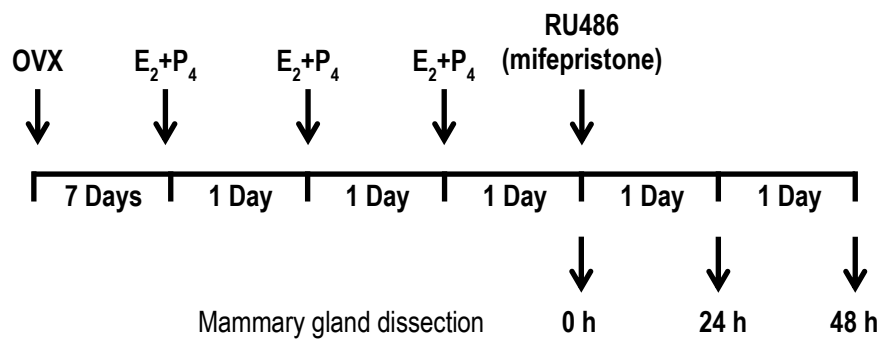 RU486
(mifepristone)
OVX E₂+P₄ E₂+P₄ E₂+P₄
7 Days 1 Day 1 Day 1 Day 1 Day 1 Day
Mammary gland dissection 0 h 24 h 48 h